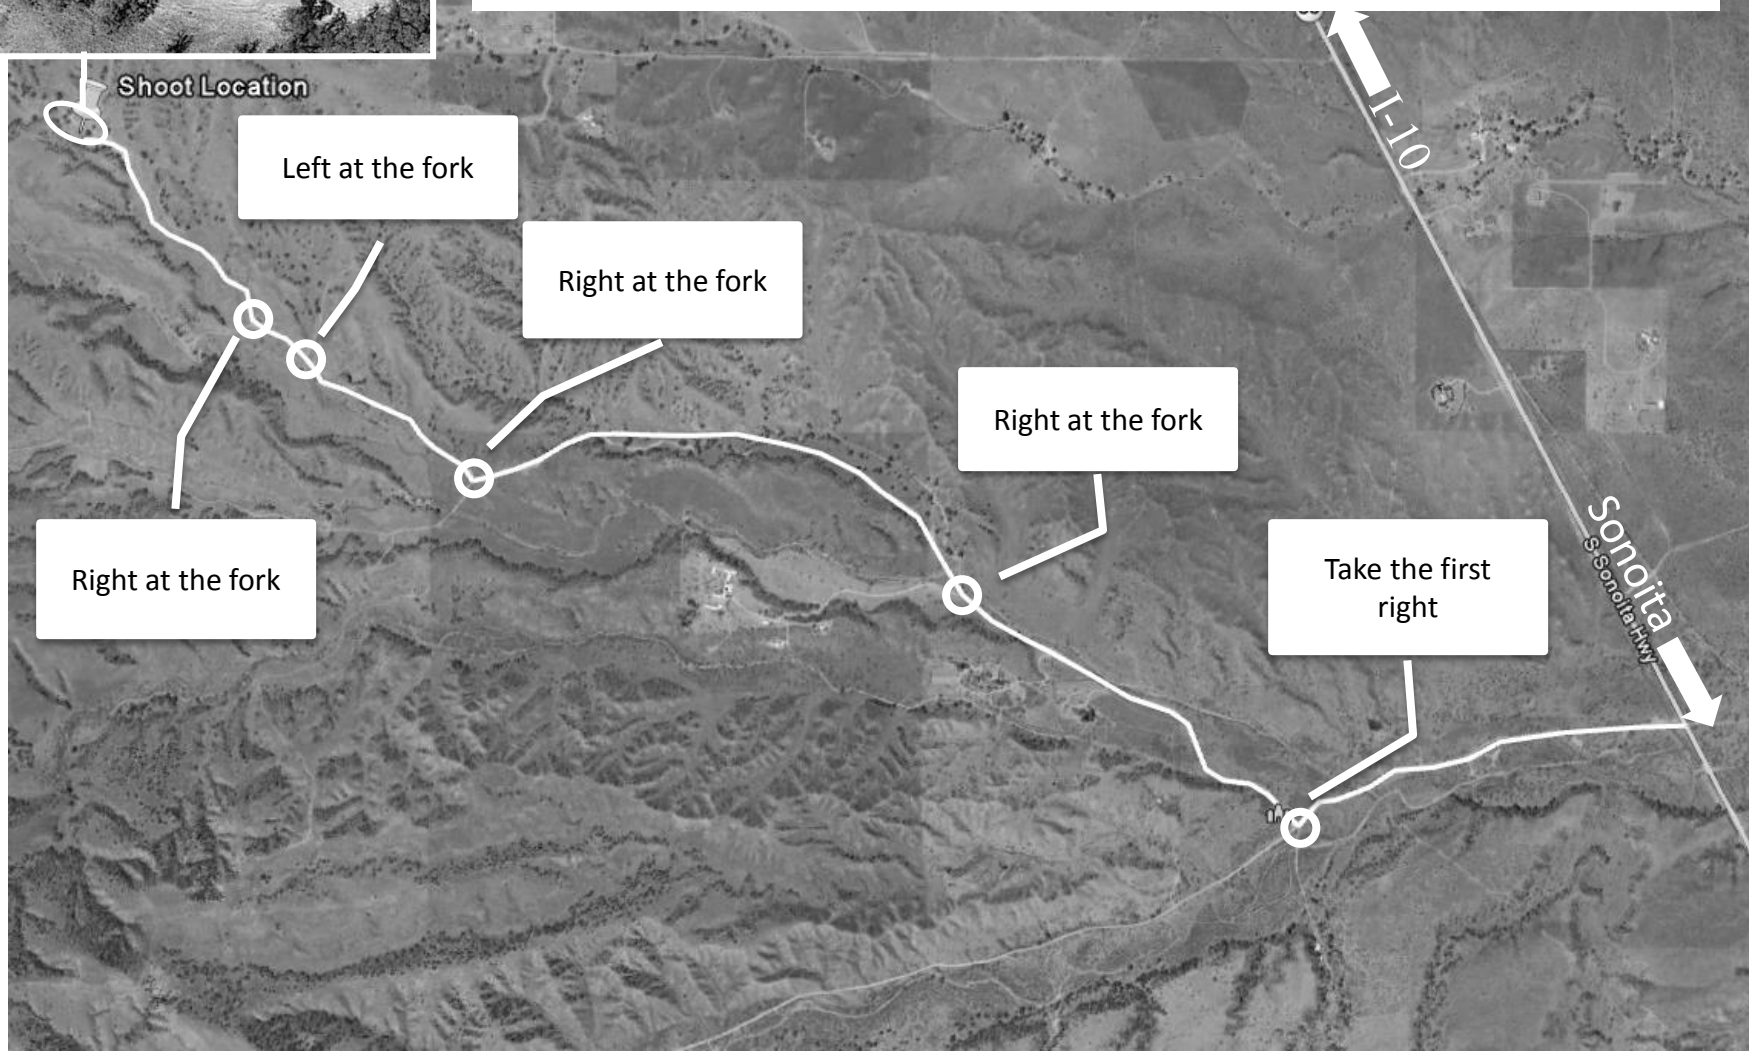 Shoot Location
I-10
Left at the fork
Right at the fork
Right at the fork
Sonoita
S Sonoita Hwy
Right at the fork
Take the first
right